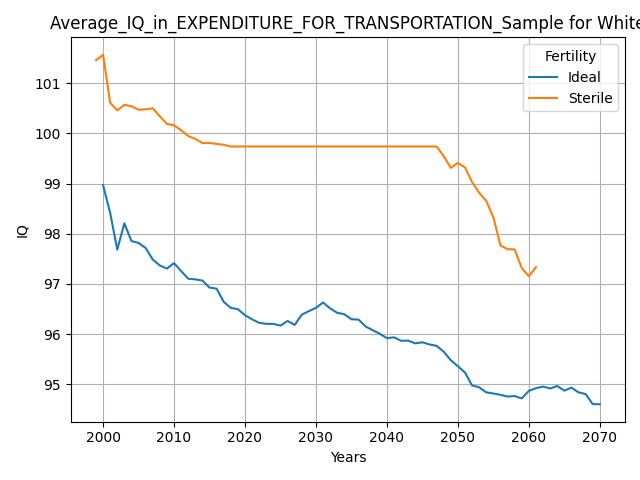 Average_IQ_in_EXPENDITURE_FOR_TRANSPORTATION_Sample for White
Fertility
Ideal
Sterile
IQ
101
100
99
98
97
96
95
2000 2010 2020 2030 2040 2050 2060 2070
Years